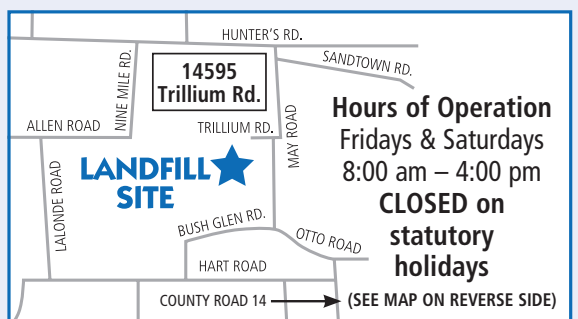 HUNTER'S RD.
SANDTOWN RD.
NINE MILE RD.
14595
Trillium Rd.
ALLEN ROAD
TRILLIUM RD.
MAY ROAD
LALONDE ROAD
LANDFILL
SITE
BUSH GLEN RD.
OTTO ROAD
HART ROAD
COUNTY ROAD 14
Hours of Operation
Fridays & Saturdays
8:00 am – 4:00 pm
CLOSED on
statutory
holidays
(SEE MAP ON REVERSE SIDE)